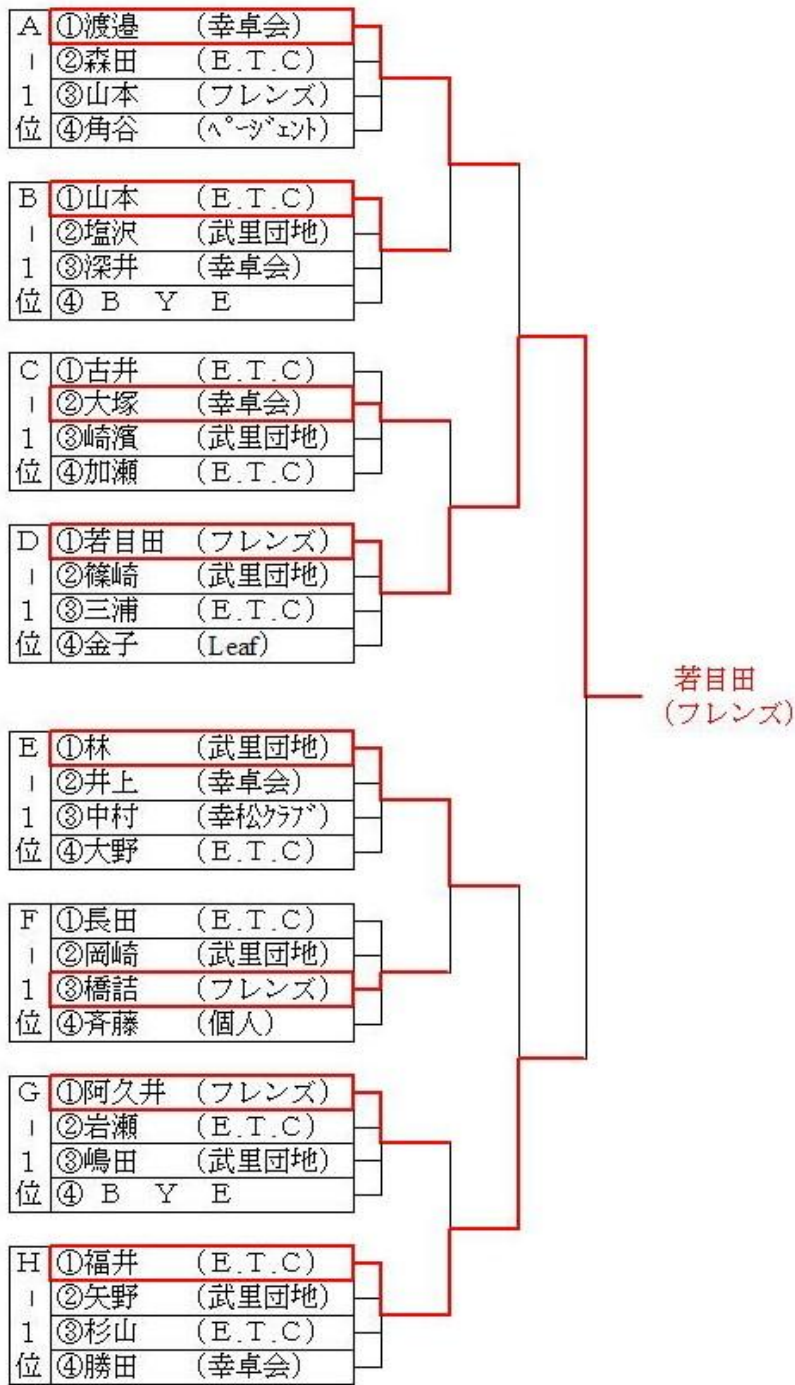 A-1位
①渡邉 (幸卓会)
②森田 (E.T.C)
③山本 (フレンズ)
④角谷 (ﾍﾟｰｼﾞｪﾝﾄ)
B-1位
①山本 (E.T.C)
②塩沢 (武里団地)
③深井 (幸卓会)
④ B Y E
C-1位
①古井 (E.T.C)
②大塚 (幸卓会)
③崎濱 (武里団地)
④加瀬 (E.T.C)
D-1位
①若目田 (フレンズ)
②篠崎 (武里団地)
③三浦 (E.T.C)
④金子 (Leaf)
若目田
(フレンズ)
E-1位
①林 (武里団地)
②井上 (幸卓会)
③中村 (幸松ｸﾗﾌﾞ)
④大野 (E.T.C)
F-1位
①長田 (E.T.C)
②岡崎 (武里団地)
③橋詰 (フレンズ)
④斉藤 (個人)
G-1位
①阿久井 (フレンズ)
②岩瀬 (E.T.C)
③嶋田 (武里団地)
④ B Y E
H-1位
①福井 (E.T.C)
②矢野 (武里団地)
③杉山 (E.T.C)
④勝田 (幸卓会)